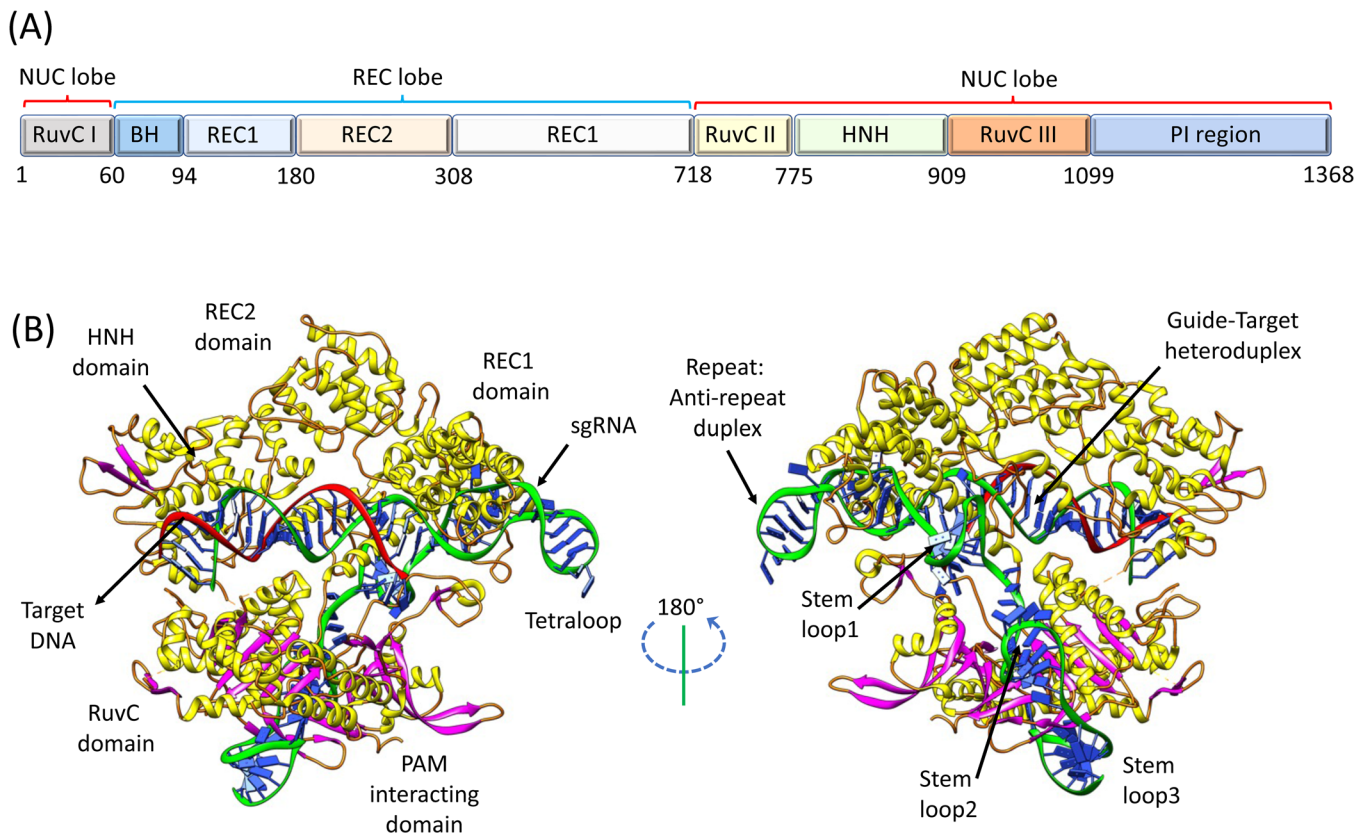 (A)
NUC lobe REC lobe NUC lobe
RuvC I BH REC1 REC2 REC1 RuvC II HNH RuvC III PI region
1 60 94 180 308 718 775 909 1099 1368
(B)
REC2
domain
HNH
domain
REC1
domain
sgRNA
Target
DNA
Tetraloop
RuvC
domain
PAM
interacting
domain
180°
Guide-Target
heteroduplex
Repeat:
Anti-repeat
duplex
Stem
loop1
Stem
loop2
Stem
loop3